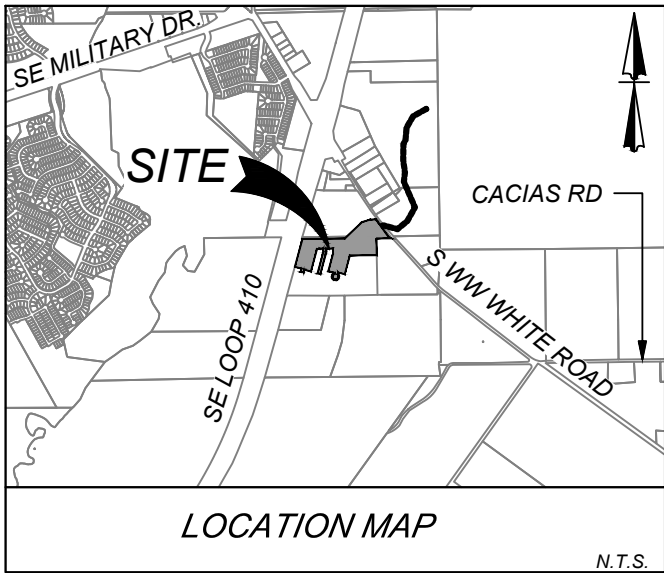 SE MILITARY DR.
SITE
CACIAS RD
S WW WHITE ROAD
SE LOOP 410
LOCATION MAP
N.T.S.